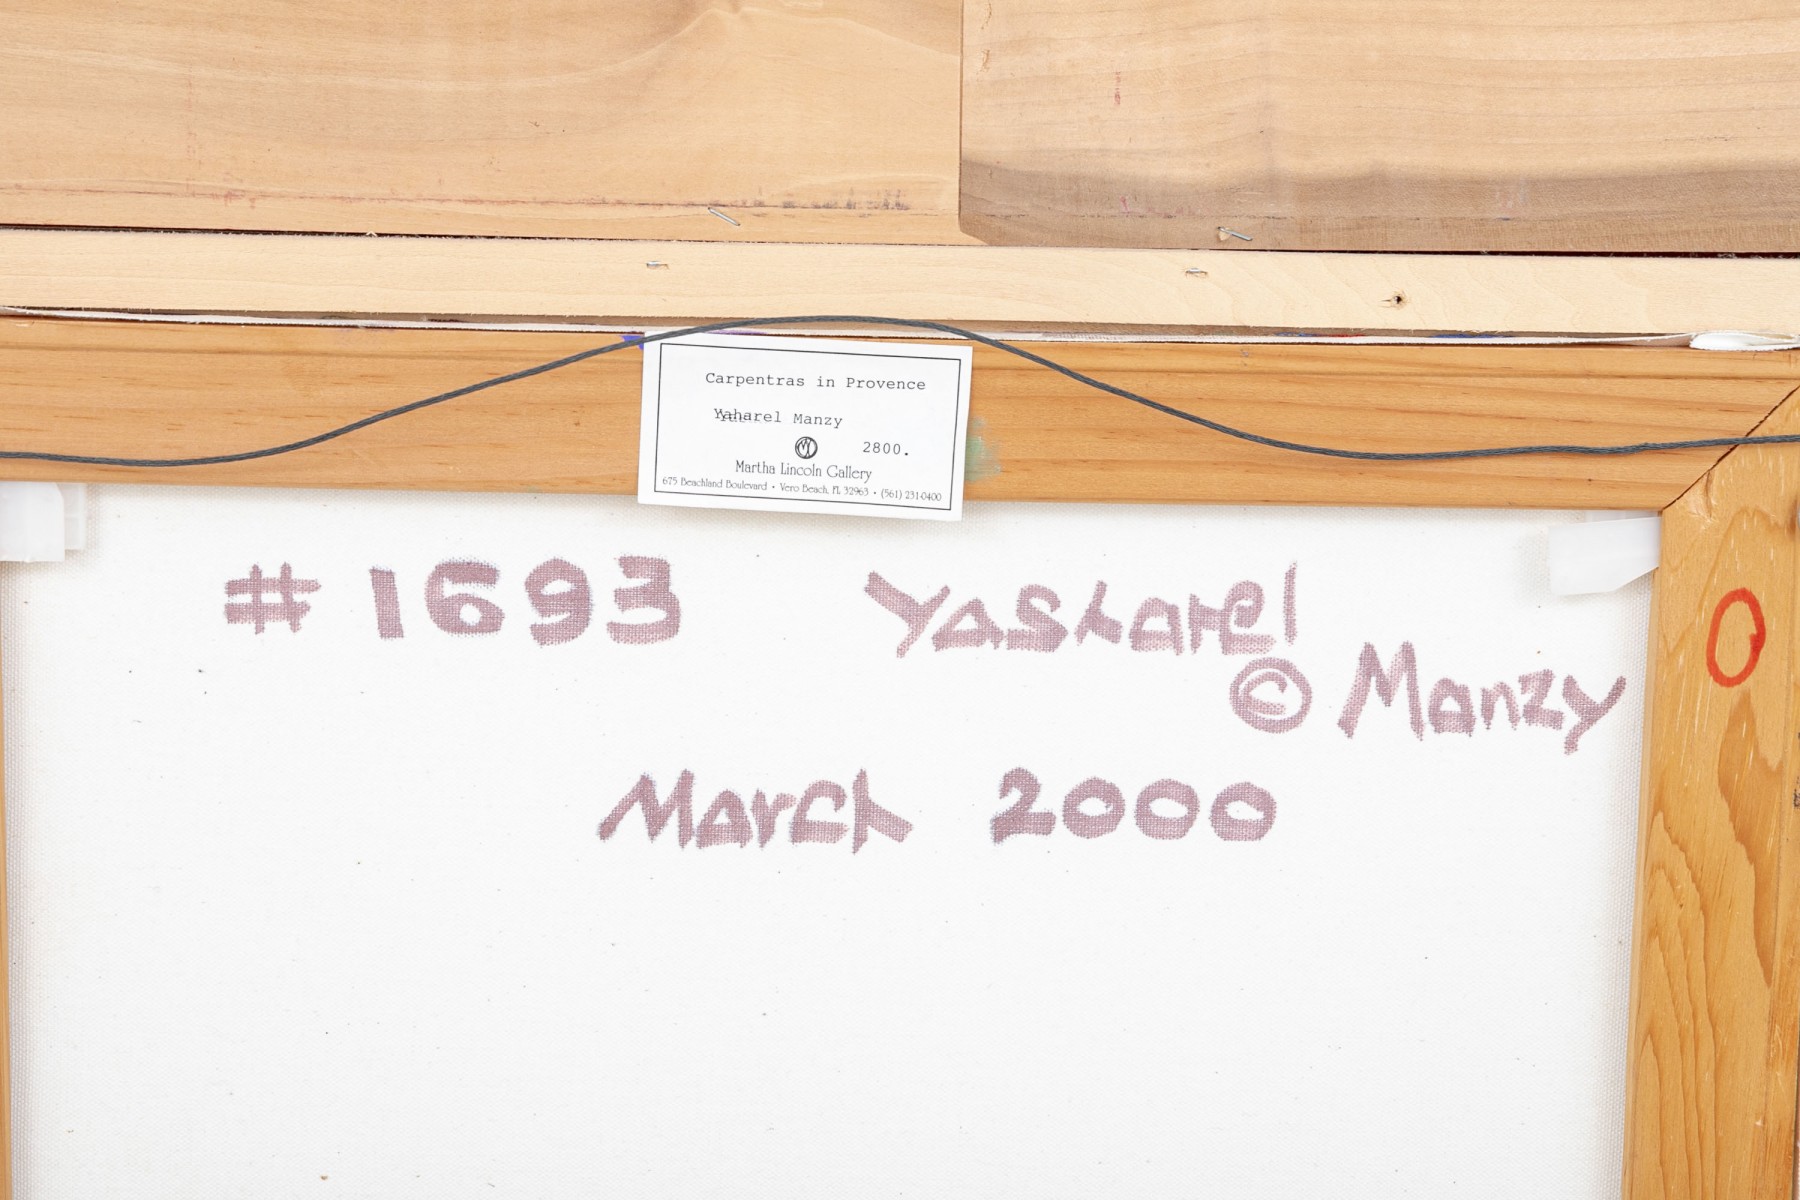 Carpentras in Provence
Yaharel Manzy
2800.
Martha Lincoln Gallery
675 Beachland Boulevard • Vero Beach, FL 32963 • (561) 231-0400
#1693 Yasharel
© Manzy
March 2000
O